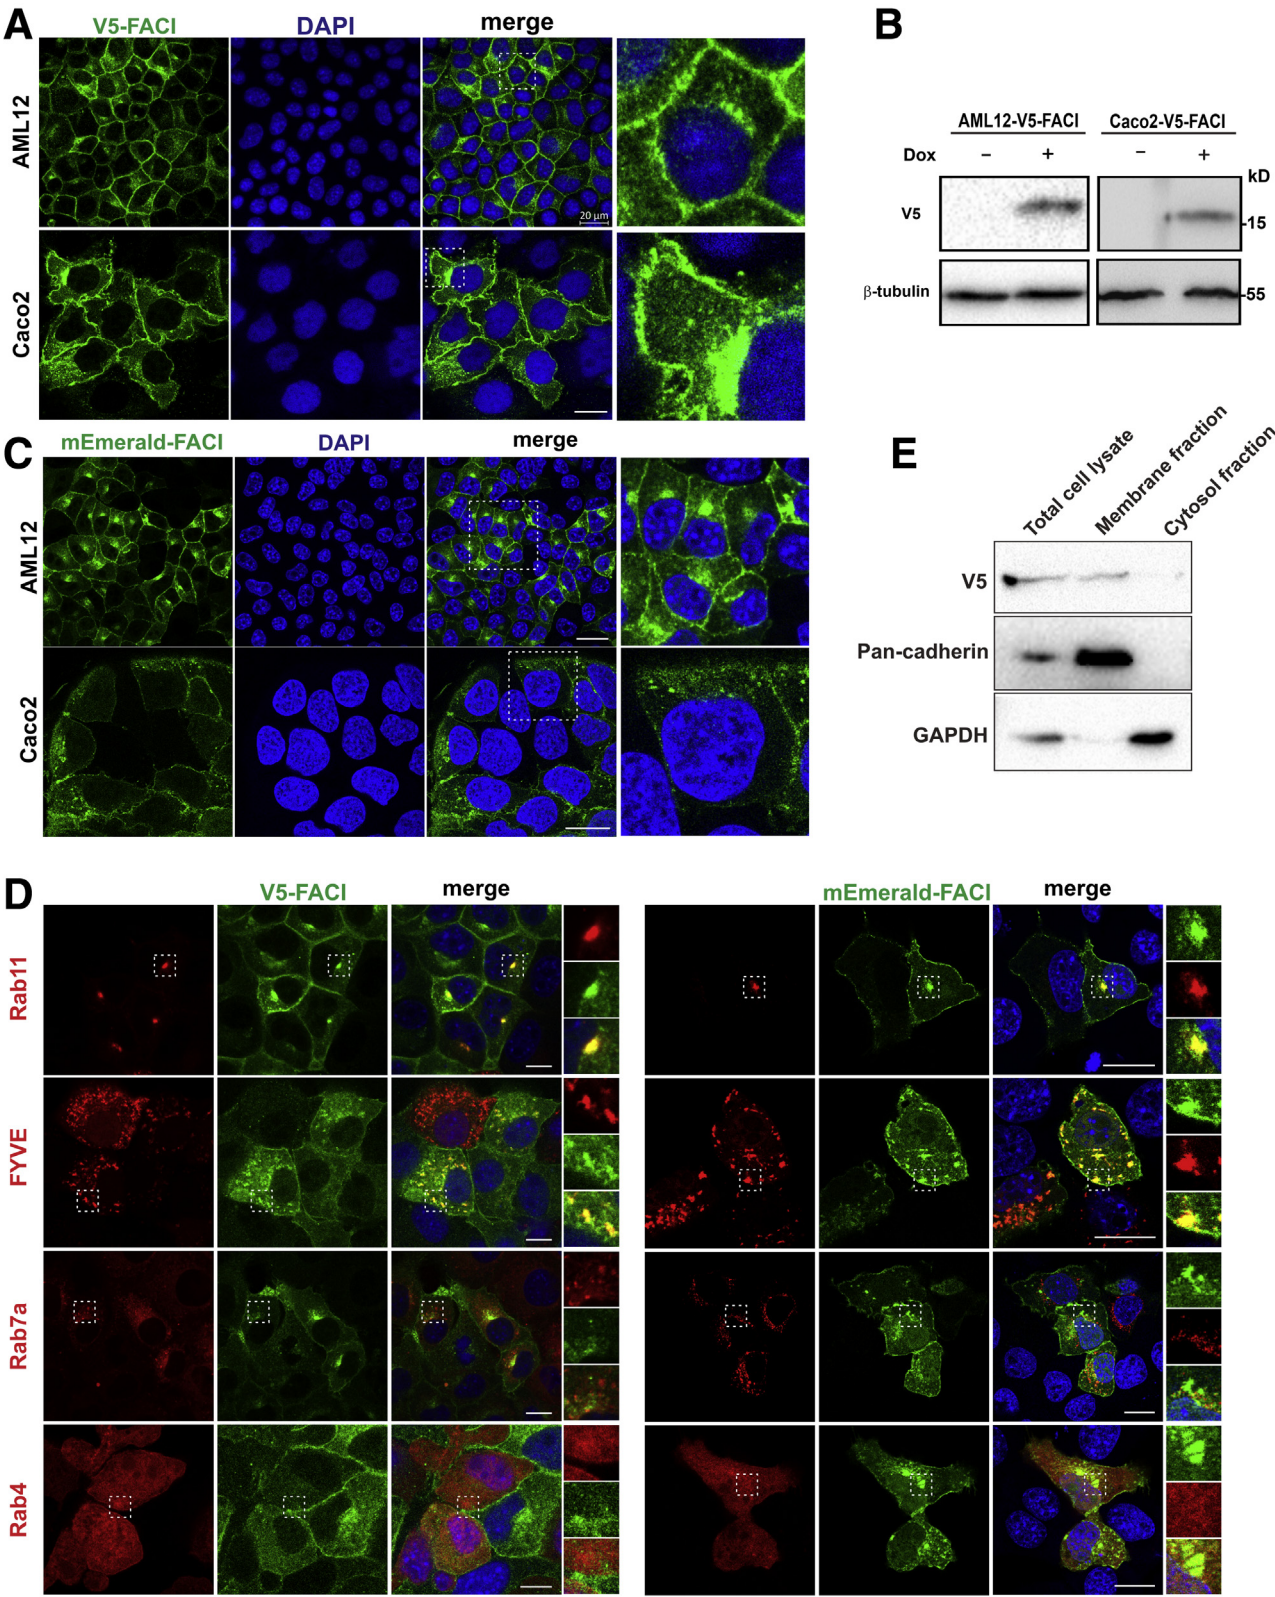 A
V5-FACI DAPI merge
AML12
20 µm
Caco2
B
AML12-V5-FACI Caco2-V5-FACI
Dox − + − +
kD
V5
-15
β-tubulin
-55
C
mEmerald-FACI DAPI merge
AML12
Caco2
E
Total cell lysate
Membrane fraction
Cytosol fraction
V5
Pan-cadherin
GAPDH
D
V5-FACI merge mEmerald-FACI merge
Rab11
FYVE
Rab7a
Rab4